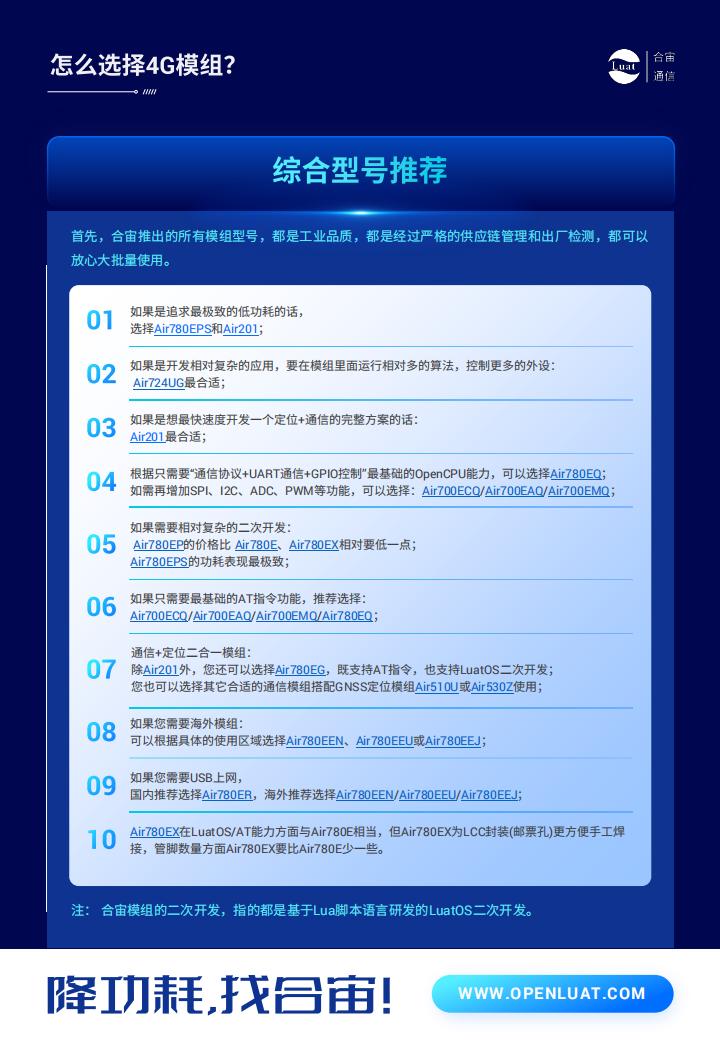 怎么选择4G模组?
Luat
合宙
通信
综合型号推荐
首先，合宙推出的所有模组型号，都是工业品质，都是经过严格的供应链管理和出厂检测，都可以
放心大批量使用。
01
如果是追求最极致的低功耗的话，
选择Air780EPS和Air201；
02
如果是开发相对复杂的应用，要在模组里面运行相对多的算法，控制更多的外设：
Air724UG最合适；
03
如果是想最快速度开发一个定位+通信的完整方案的话：
Air201最合适；
04
根据只需要“通信协议+UART通信+GPIO控制”最基础的OpenCPU能力，可以选择Air780EQ；
如需再增加SPI、I2C、ADC、PWM等功能，可以选择：Air700ECQ/Air700EAQ/Air700EMQ；
05
如果需要相对复杂的二次开发：
Air780EP的价格比 Air780E、Air780EX相对要低一点；
Air780EPS的功耗表现最极致；
06
如果只需要最基础的AT指令功能，推荐选择：
Air700ECQ/Air700EAQ/Air700EMQ/Air780EQ；
07
通信+定位二合一模组：
除Air201外，您还可以选择Air780EG，既支持AT指令，也支持LuatOS二次开发；
您也可以选择其它合适的通信模组搭配GNSS定位模组Air510U或Air530Z使用；
08
如果您需要海外模组：
可以根据具体的使用区域选择Air780EEN、Air780EEU或Air780EEJ；
09
如果您需要USB上网，
国内推荐选择Air780ER，海外推荐选择Air780EEN/Air780EEU/Air780EEJ；
10
Air780EX在LuatOS/AT能力方面与Air780E相当，但Air780EX为LCC封装(邮票孔)更方便手工焊
接，管脚数量方面Air780EX要比Air780E少一些。
注： 合宙模组的二次开发，指的都是基于Lua脚本语言研发的LuatOS二次开发。
降功耗,找合宙!
WWW.OPENLUAT.COM